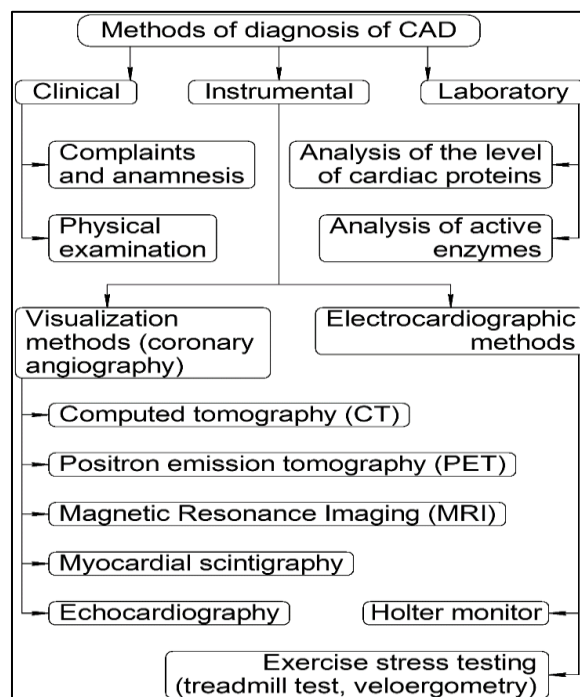 Methods of diagnosis of CAD
Clinical
Instrumental
Laboratory
Complaints
and anamnesis
Physical
examination
Analysis of the level
of cardiac proteins
Analysis of active
enzymes
Visualization
methods (coronary
angiography)
Electrocardiographic
methods
Computed tomography (CT)
Positron emission tomography (PET)
Magnetic Resonance Imaging (MRI)
Myocardial scintigraphy
Echocardiography
Holter monitor
Exercise stress testing
(treadmill test, veloergometry)